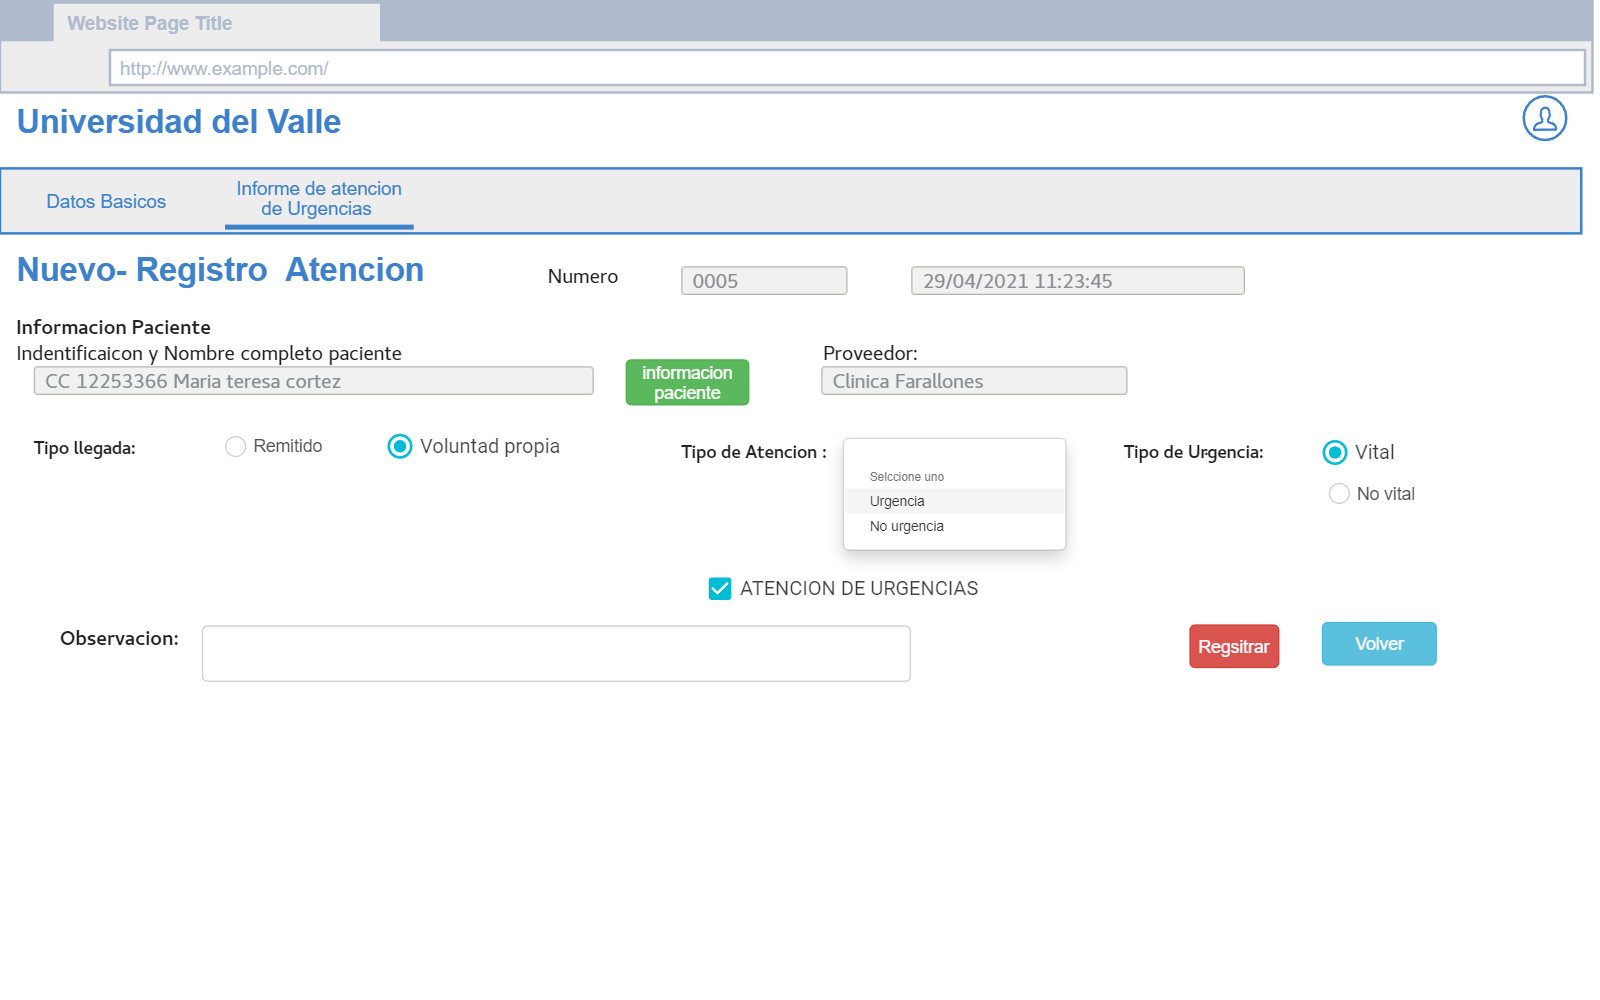 Website Page Title
http://www.example.com/
Universidad del Valle
Datos Basicos
Informe de atencion
de Urgencias
Nuevo- Registro  Atencion
Numero
0005
29/04/2021 11:23:45
Informacion Paciente
Indentificaicon y Nombre completo paciente
CC 12253366 Maria teresa cortez
informacion
paciente
Proveedor:
Clinica Farallones
Tipo llegada:
Remitido
Voluntad propia
Tipo de Atencion :
Selccione uno
Urgencia
No urgencia
Tipo de Urgencia:
Vital
No vital
ATENCION DE URGENCIAS
Observacion:
Regsitrar
Volver